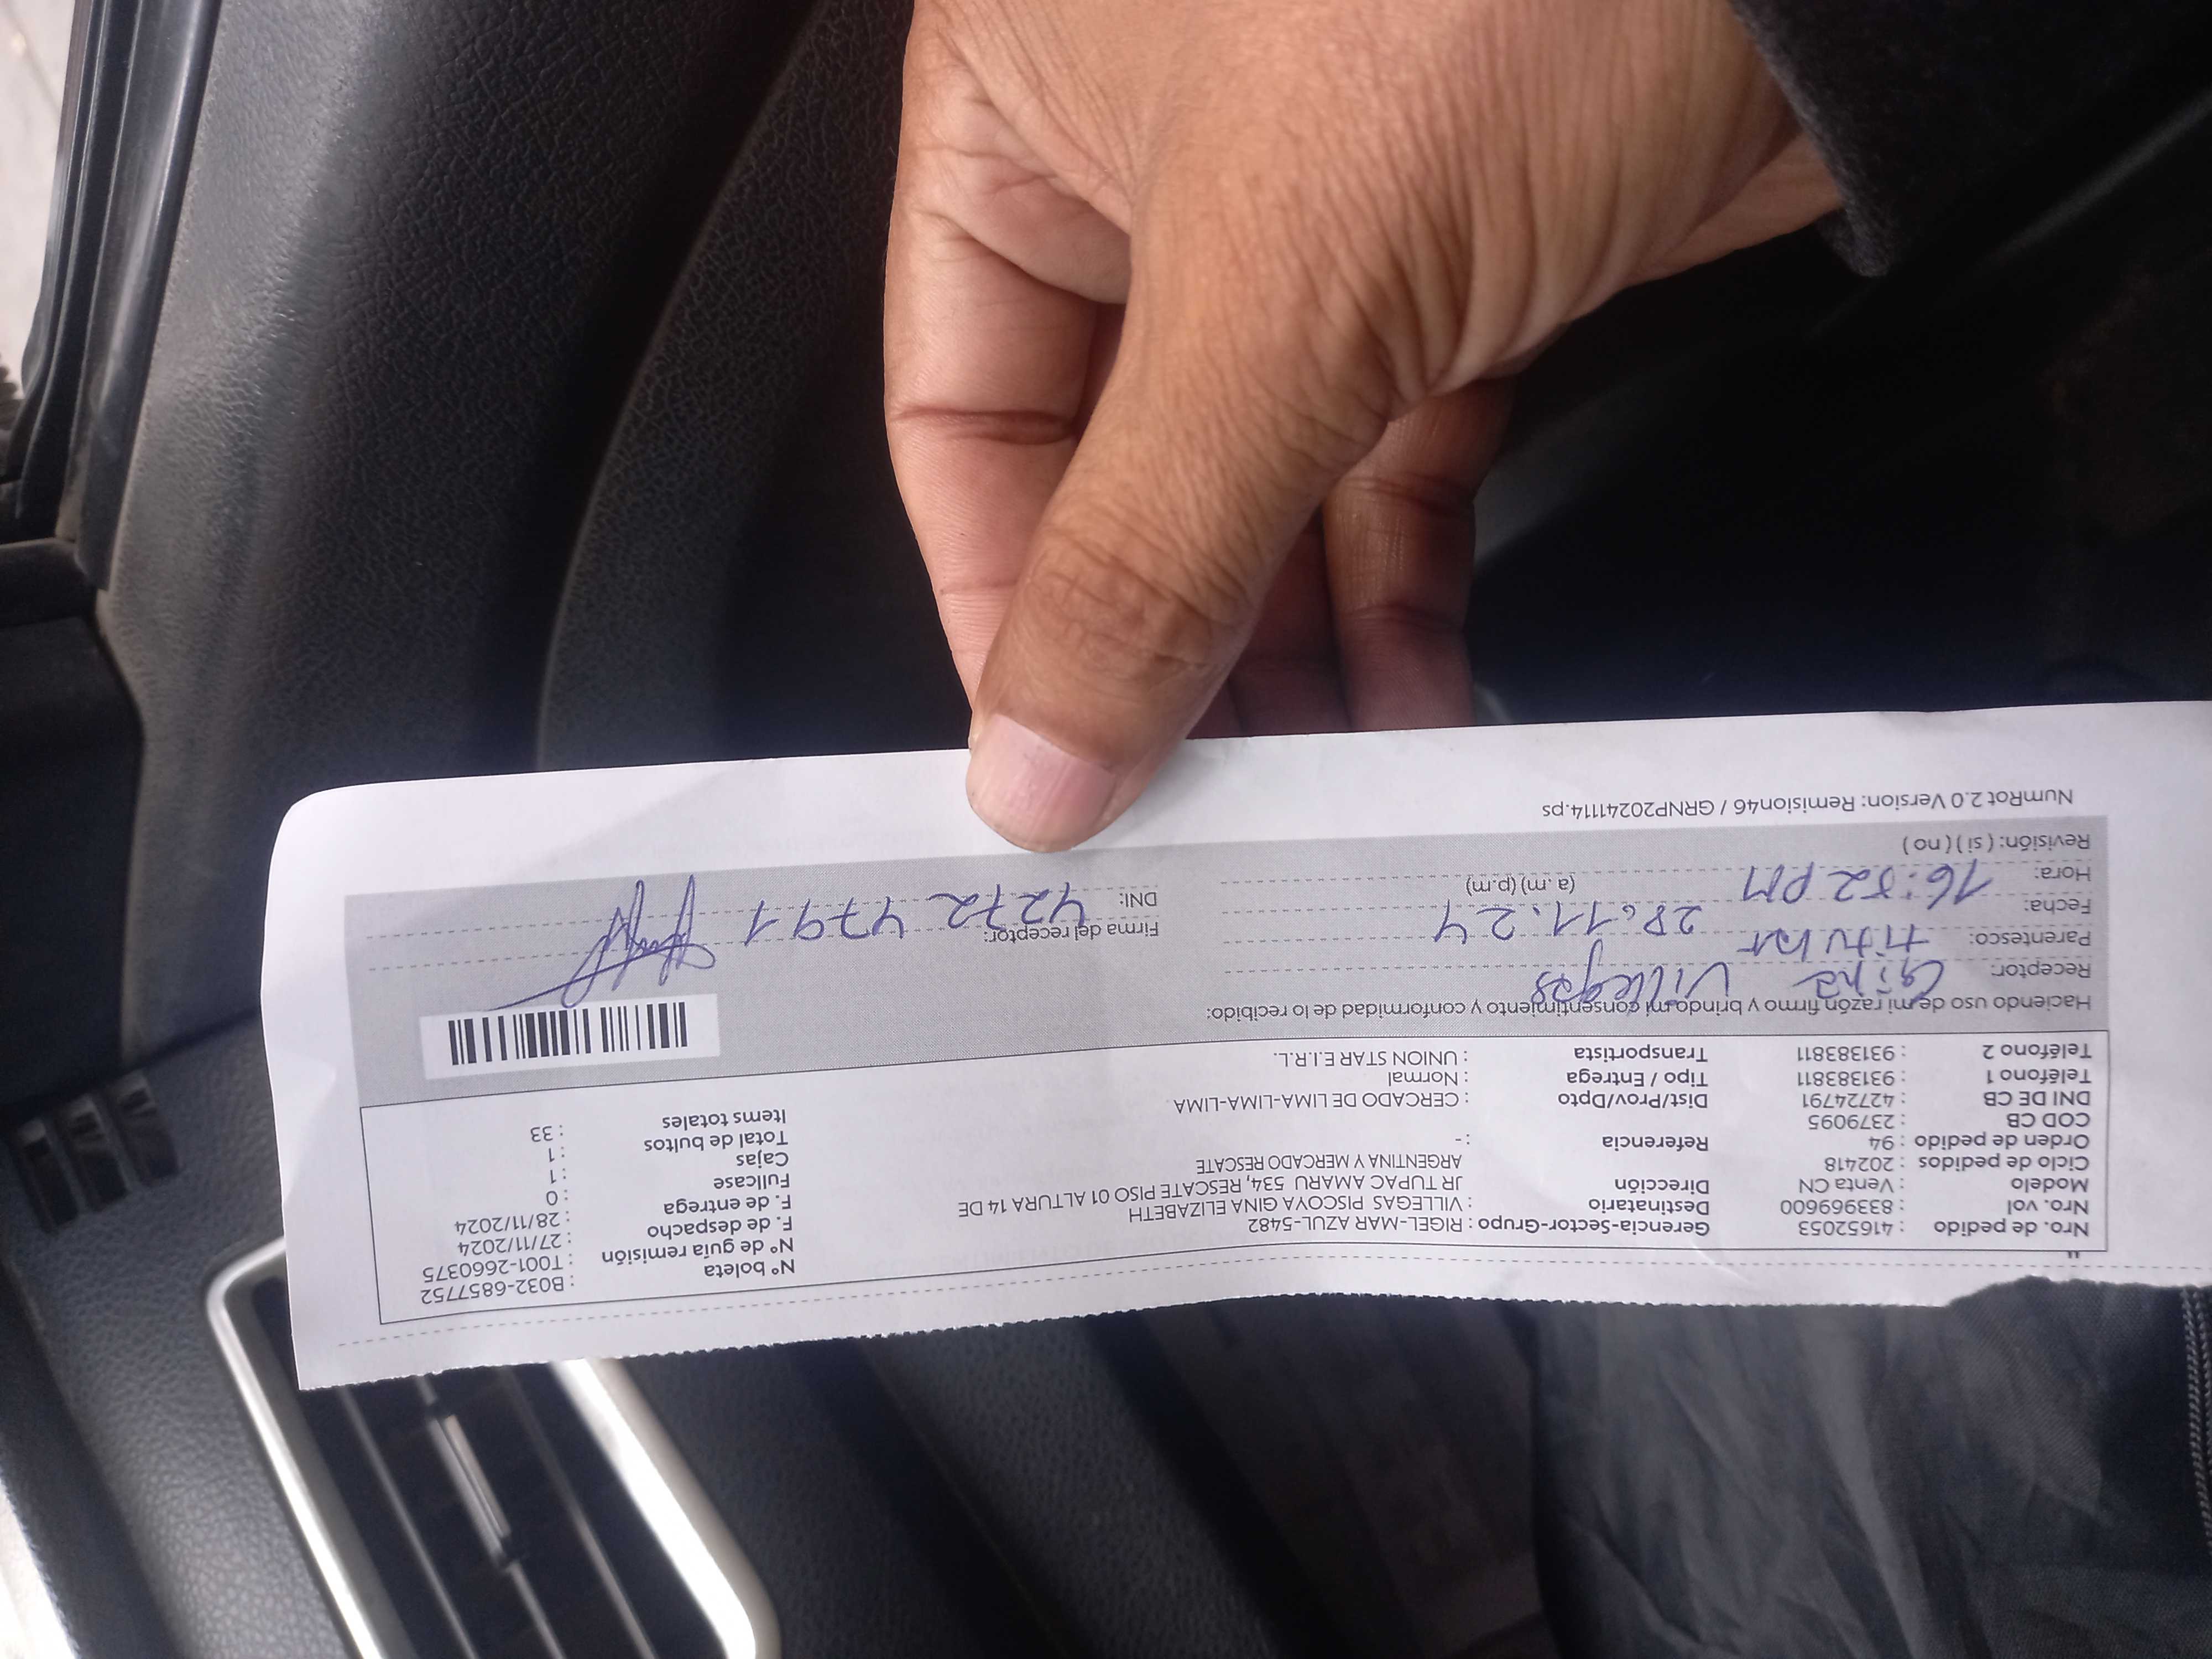 Nro. de pedido : 41652053
Nro. vol : 833969600
Modelo : Venta CN
Ciclo de pedidos : 202418
Orden de pedido : 94
COD CB : 2379095
DNI DE CB : 42724791
Teléfono 1 : 931383811
Teléfono 2 : 931383811
Gerencia-Sector-Grupo : RIGEL-MAR AZUL-5482
Destinatario : VILLEGAS PISCOYA GINA ELIZABETH
Dirección JR TUPAC AMARU 534, RESCATE PISO 01 ALTURA 14 DE
ARGENTINA Y MERCADO RESCATE
Referencia : -
Dist/Prov/Dpto : CERCADO DE LIMA-LIMA-LIMA
Tipo / Entrega : Normal
Transportista : UNION STAR E.I.R.L.
Nº boleta : B032-6857752
Nº de guía remisión : T001-2660375
F. de despacho : 27/11/2024
F. de entrega : 28/11/2024
Fullcase : 0
Cajas : 1
Total de bultos : 1
Items totales : 33
Haciendo uso de mi razón firmo y brindo mi consentimiento y conformidad de lo recibido:
Receptor: Gina Villegas
Parentesco: titular
Fecha: 28.11.24
Hora: 16:52 PM (a.m) (p.m)
Revisión: ( si ) ( no )
Firma del receptor:
DNI: 4272 4791
NumRot 2.0 Version: Remision46 / GRNP20241114.ps